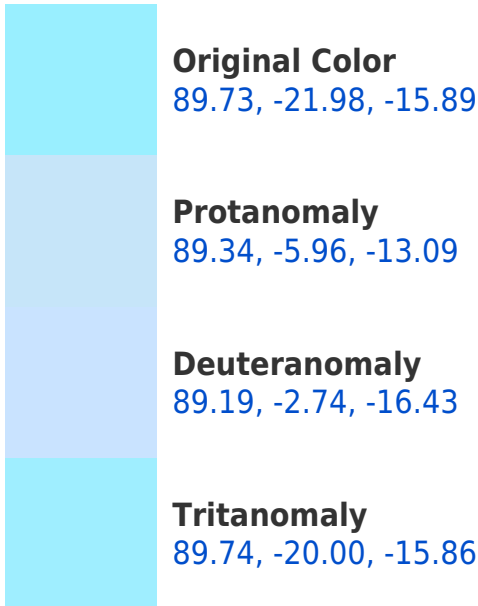 Original Color
89.73, -21.98, -15.89
Protanomaly
89.34, -5.96, -13.09
Deuteranomaly
89.19, -2.74, -16.43
Tritanomaly
89.74, -20.00, -15.86